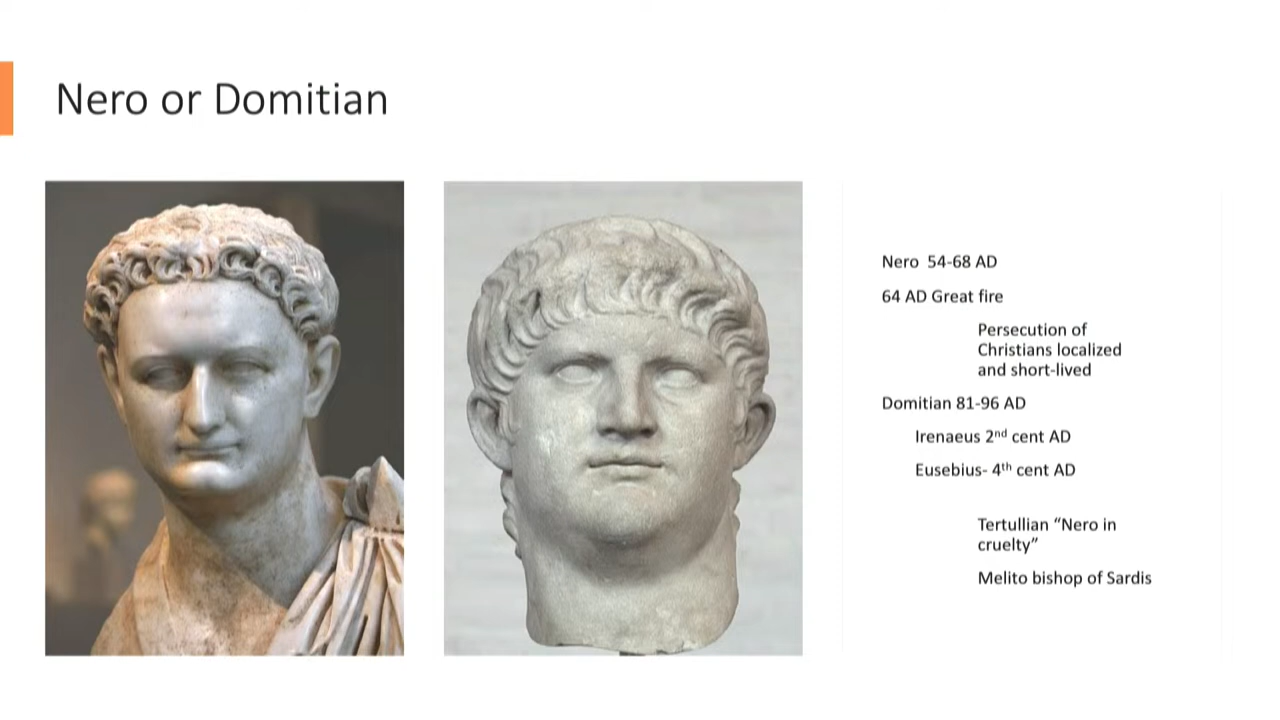 Nero or Domitian
Nero 54-68 AD
64 AD Great fire
Persecution of
Christians localized
and short-lived
Domitian 81-96 AD
Irenaeus 2nd cent AD
Eusebius- 4th cent AD
Tertullian “Nero in
cruelty”
Melito bishop of Sardis